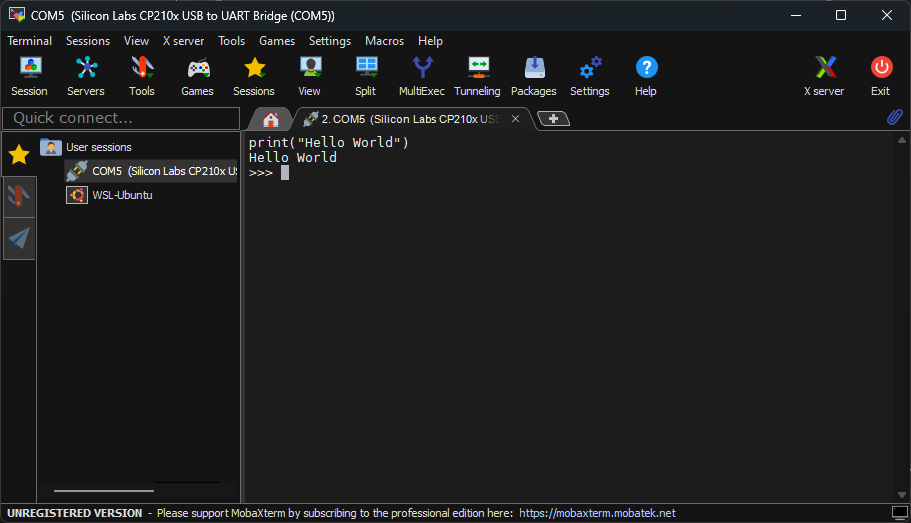 COM5 (Silicon Labs CP210x USB to UART Bridge (COM5))
Terminal Sessions View X server Tools Games Settings Macros Help
Session Servers Tools Games Sessions View Split MultiExec Tunneling Packages Settings Help X server Exit
Quick connect...
2. COM5 (Silicon Labs CP210x USB
User sessions
COM5 (Silicon Labs CP210x US
WSL-Ubuntu
print("Hello World")
Hello World
>>>
UNREGISTERED VERSION - Please support MobaXterm by subscribing to the professional edition here: https://mobaxterm.mobatek.net